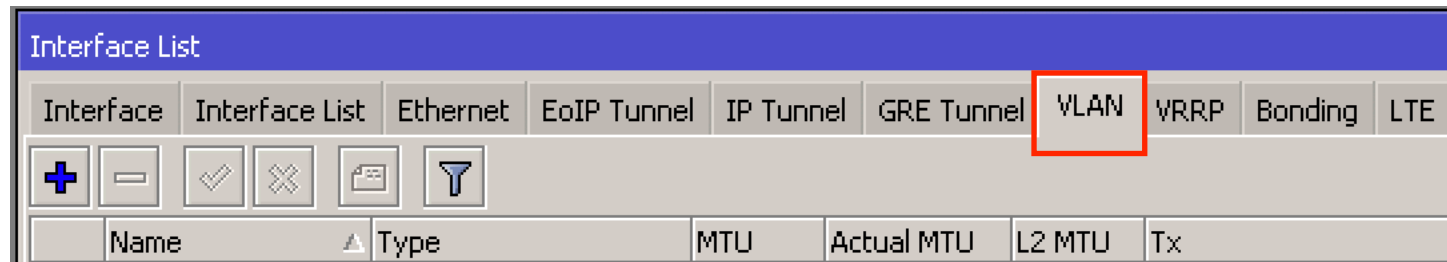 Interface List
Interface Interface List Ethernet EoIP Tunnel IP Tunnel GRE Tunnel VLAN VRRP Bonding LTE
Name Type MTU Actual MTU L2 MTU Tx